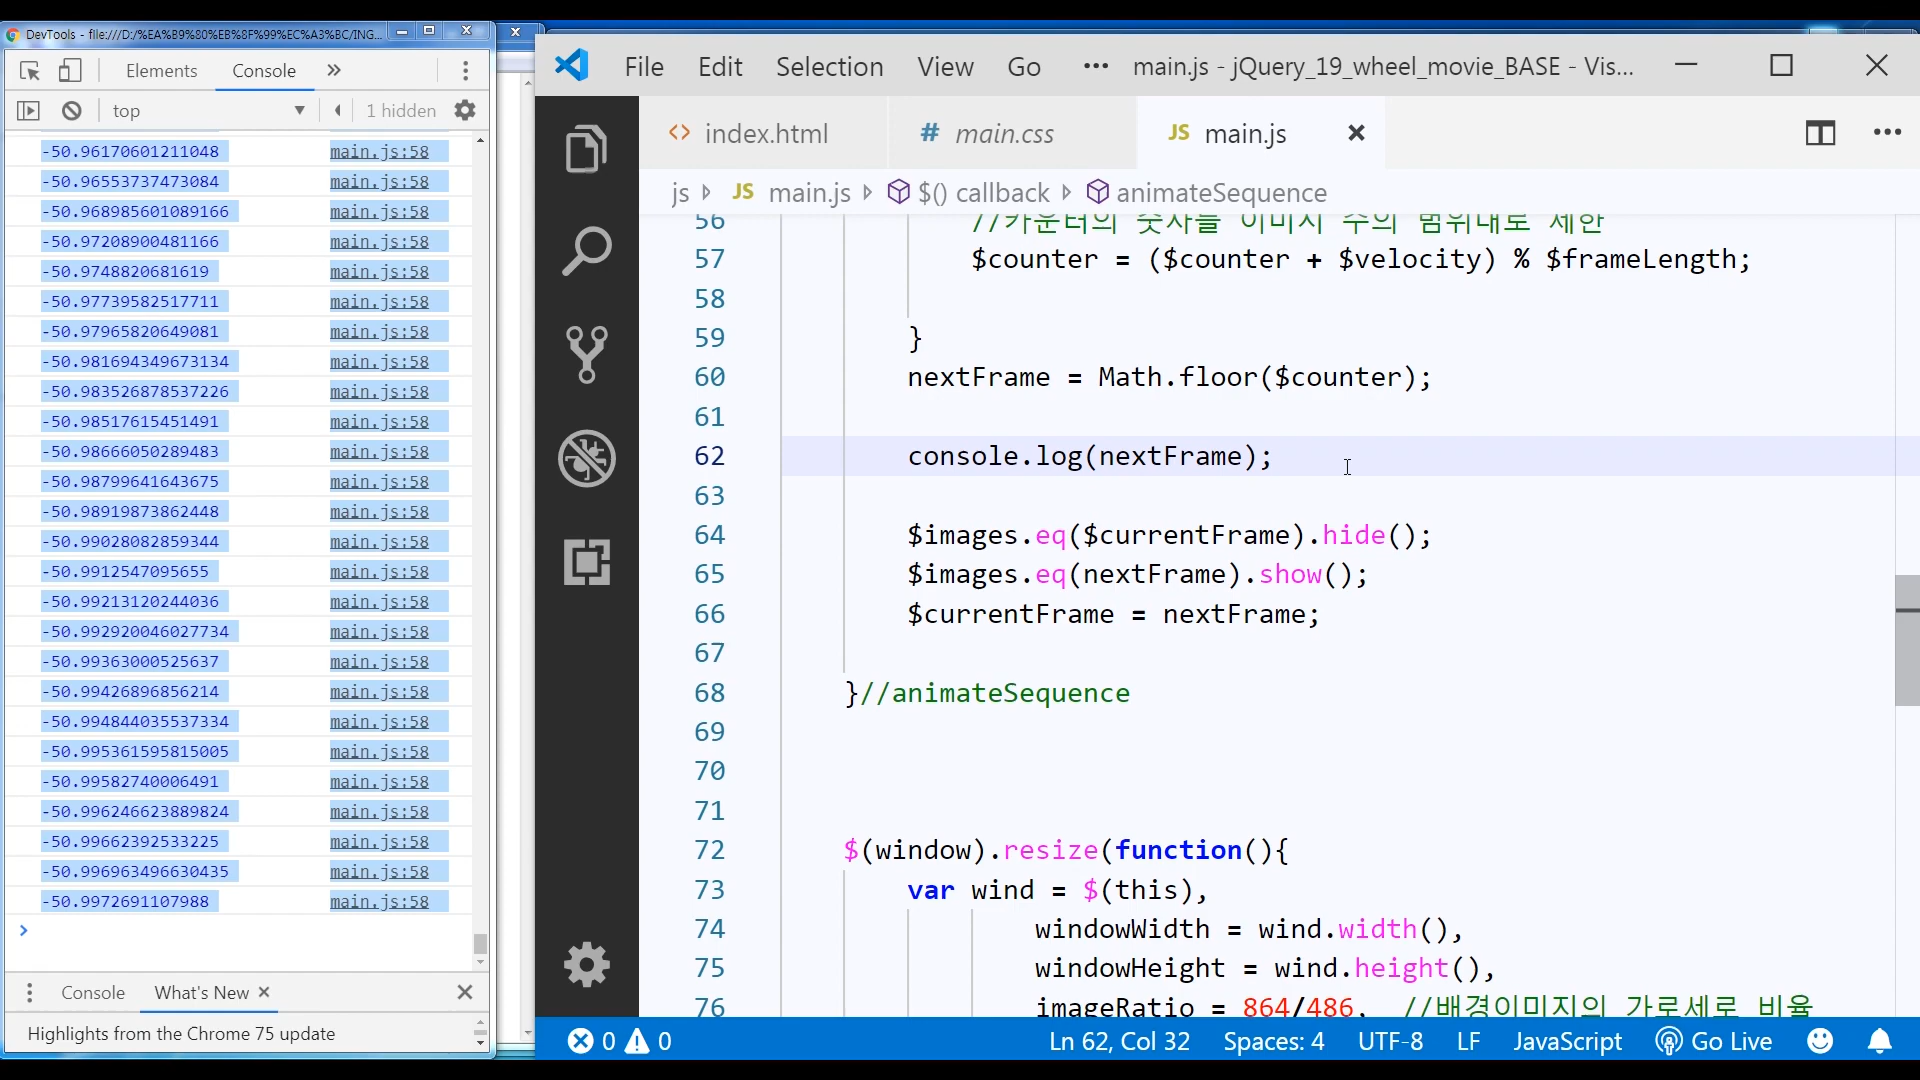 DevTools - file:///D:/%EA%B9%80%EB%8F%99%EC%A3%BC/ING...
Elements
Console
top
1 hidden
-50.96170601211048 main.js:58
-50.96553737473084 main.js:58
-50.968985601089166 main.js:58
-50.97208900481166 main.js:58
-50.9748820681619 main.js:58
-50.97739582517711 main.js:58
-50.97965820649081 main.js:58
-50.981694349673134 main.js:58
-50.983526878537226 main.js:58
-50.98517615451491 main.js:58
-50.98666050289483 main.js:58
-50.98799641643675 main.js:58
-50.98919873862448 main.js:58
-50.99028082859344 main.js:58
-50.9912547095655 main.js:58
-50.99213120244036 main.js:58
-50.992920046027734 main.js:58
-50.99363000525637 main.js:58
-50.99426896856214 main.js:58
-50.994844035537334 main.js:58
-50.995361595815005 main.js:58
-50.99582740006491 main.js:58
-50.996246623889824 main.js:58
-50.99662392533225 main.js:58
-50.996963496630435 main.js:58
-50.9972691107988 main.js:58
Console
What's New
Highlights from the Chrome 75 update
File Edit Selection View Go ··· main.js - jQuery_19_wheel_movie_BASE - Vis...
<> index.html
# main.css
JS main.js
js JS main.js $() callback animateSequence
56 //카운터의 숫자를 이미지 수의 범위내로 제한
57 $counter = ($counter + $velocity) % $frameLength;
58
59 }
60 nextFrame = Math.floor($counter);
61
62 console.log(nextFrame);
63
64 $images.eq($currentFrame).hide();
65 $images.eq(nextFrame).show();
66 $currentFrame = nextFrame;
67
68 }//animateSequence
69
70
71
72 $(window).resize(function(){
73 var wind = $(this),
74 windowWidth = wind.width(),
75 windowHeight = wind.height(),
76 imageRatio = 864/486, //배경이미지의 가로세로 비율
0 0
Ln 62, Col 32
Spaces: 4
UTF-8
LF
JavaScript
Go Live